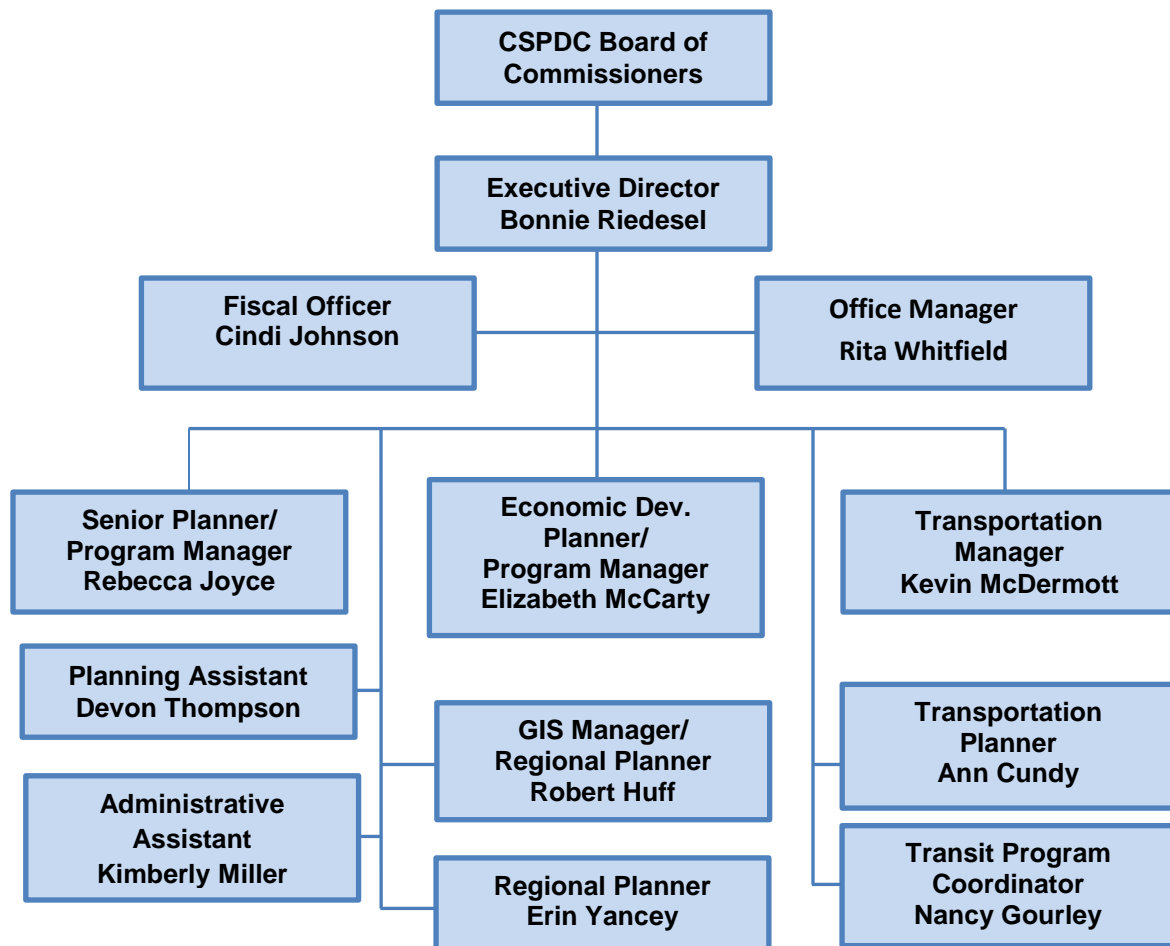 CSPDC Board of
Commissioners
Executive Director
Bonnie Riedesel
Fiscal Officer
Cindi Johnson
Office Manager
Rita Whitfield
Senior Planner/
Program Manager
Rebecca Joyce
Economic Dev.
Planner/
Program Manager
Elizabeth McCarty
Transportation
Manager
Kevin McDermott
Planning Assistant
Devon Thompson
GIS Manager/
Regional Planner
Robert Huff
Transportation
Planner
Ann Cundy
Administrative
Assistant
Kimberly Miller
Regional Planner
Erin Yancey
Transit Program
Coordinator
Nancy Gourley